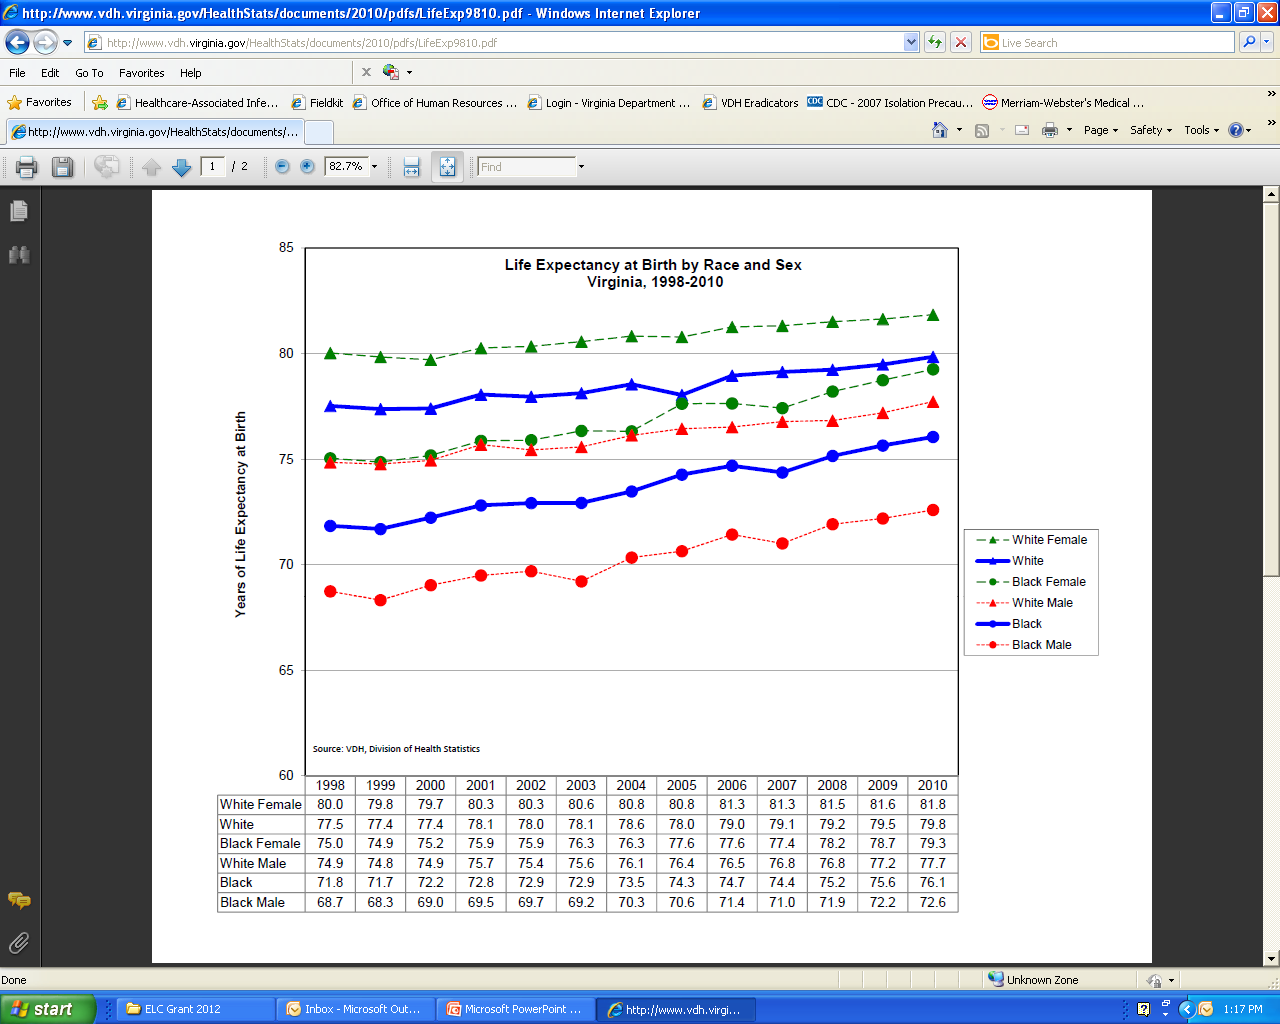 http://www.vdh.virginia.gov/HealthStats/documents/2010/pdfs/LifeExp9810.pdf - Windows Internet Explorer
http://www.vdh.virginia.gov/HealthStats/documents/2010/pdfs/LifeExp9810.pdf
Live Search
File Edit Go To Favorites Help
Favorites Healthcare-Associated Infe... Fieldkit Office of Human Resources ... Login - Virginia Department ... VDH Eradicators CDC CDC - 2007 Isolation Precau... Merriam-Webster's Medical ...
http://www.vdh.virginia.gov/HealthStats/documents/... Page Safety Tools
1 / 2 82.7% Find
Life Expectancy at Birth by Race and Sex
Virginia, 1998-2010
85
80
75
70
65
60
Years of Life Expectancy at Birth
White Female
White
Black Female
White Male
Black
Black Male
Source: VDH, Division of Health Statistics
1998 1999 2000 2001 2002 2003 2004 2005 2006 2007 2008 2009 2010
White Female 80.0 79.8 79.7 80.3 80.3 80.6 80.8 80.8 81.3 81.3 81.5 81.6 81.8
White 77.5 77.4 77.4 78.1 78.0 78.1 78.6 78.0 79.0 79.1 79.2 79.5 79.8
Black Female 75.0 74.9 75.2 75.9 75.9 76.3 76.3 77.6 77.6 77.4 78.2 78.7 79.3
White Male 74.9 74.8 74.9 75.7 75.4 75.6 76.1 76.4 76.5 76.8 76.8 77.2 77.7
Black 71.8 71.7 72.2 72.8 72.9 72.9 73.5 74.3 74.7 74.4 75.2 75.6 76.1
Black Male 68.7 68.3 69.0 69.5 69.7 69.2 70.3 70.6 71.4 71.0 71.9 72.2 72.6
Done Unknown Zone
start ELC Grant 2012 Inbox - Microsoft Out... Microsoft PowerPoint ... http://www.vdh.virgi... 1:17 PM